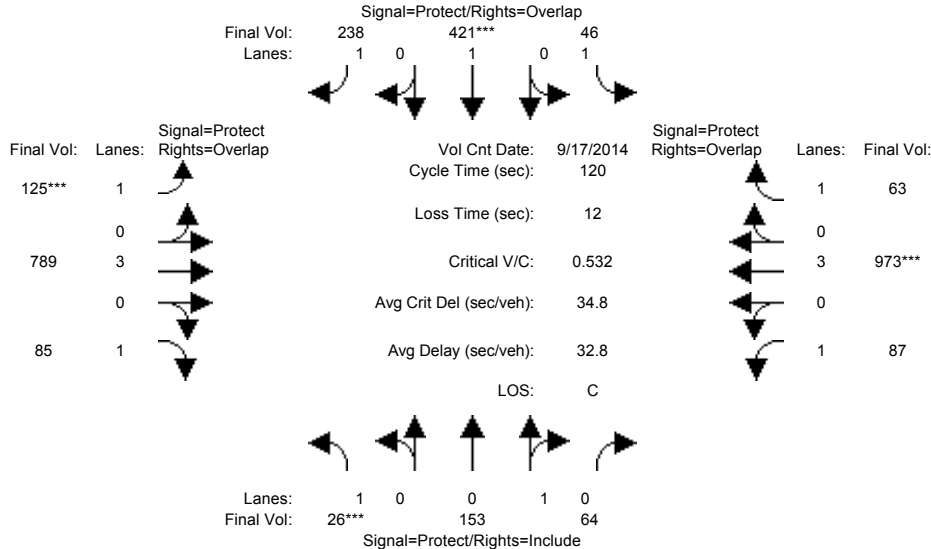 Signal=Protect/Rights=Overlap
Final Vol: 238 421*** 46
Lanes: 1 0 1 0 1
Signal=Protect Signal=Protect
Final Vol: Lanes: Rights=Overlap Vol Cnt Date: 9/17/2014 Rights=Overlap Lanes: Final Vol:
Cycle Time (sec): 120
125*** 1 1 63
Loss Time (sec): 12
0 0
789 3 Critical V/C: 0.532 3 973***
0 Avg Crit Del (sec/veh): 34.8 0
85 1 Avg Delay (sec/veh): 32.8 1 87
LOS: C
Lanes: 1 0 0 1 0
Final Vol: 26*** 153 64
Signal=Protect/Rights=Include